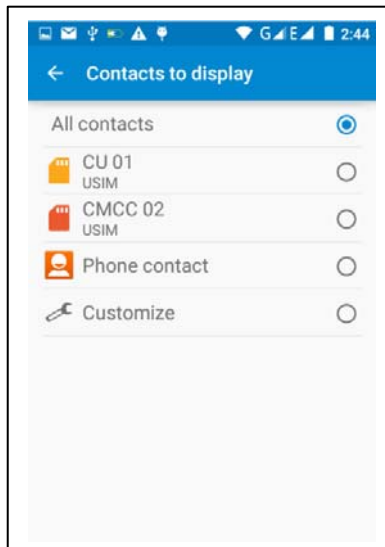 G E 2:44
Contacts to display
All contacts
CU 01
USIM
CMCC 02
USIM
Phone contact
Customize